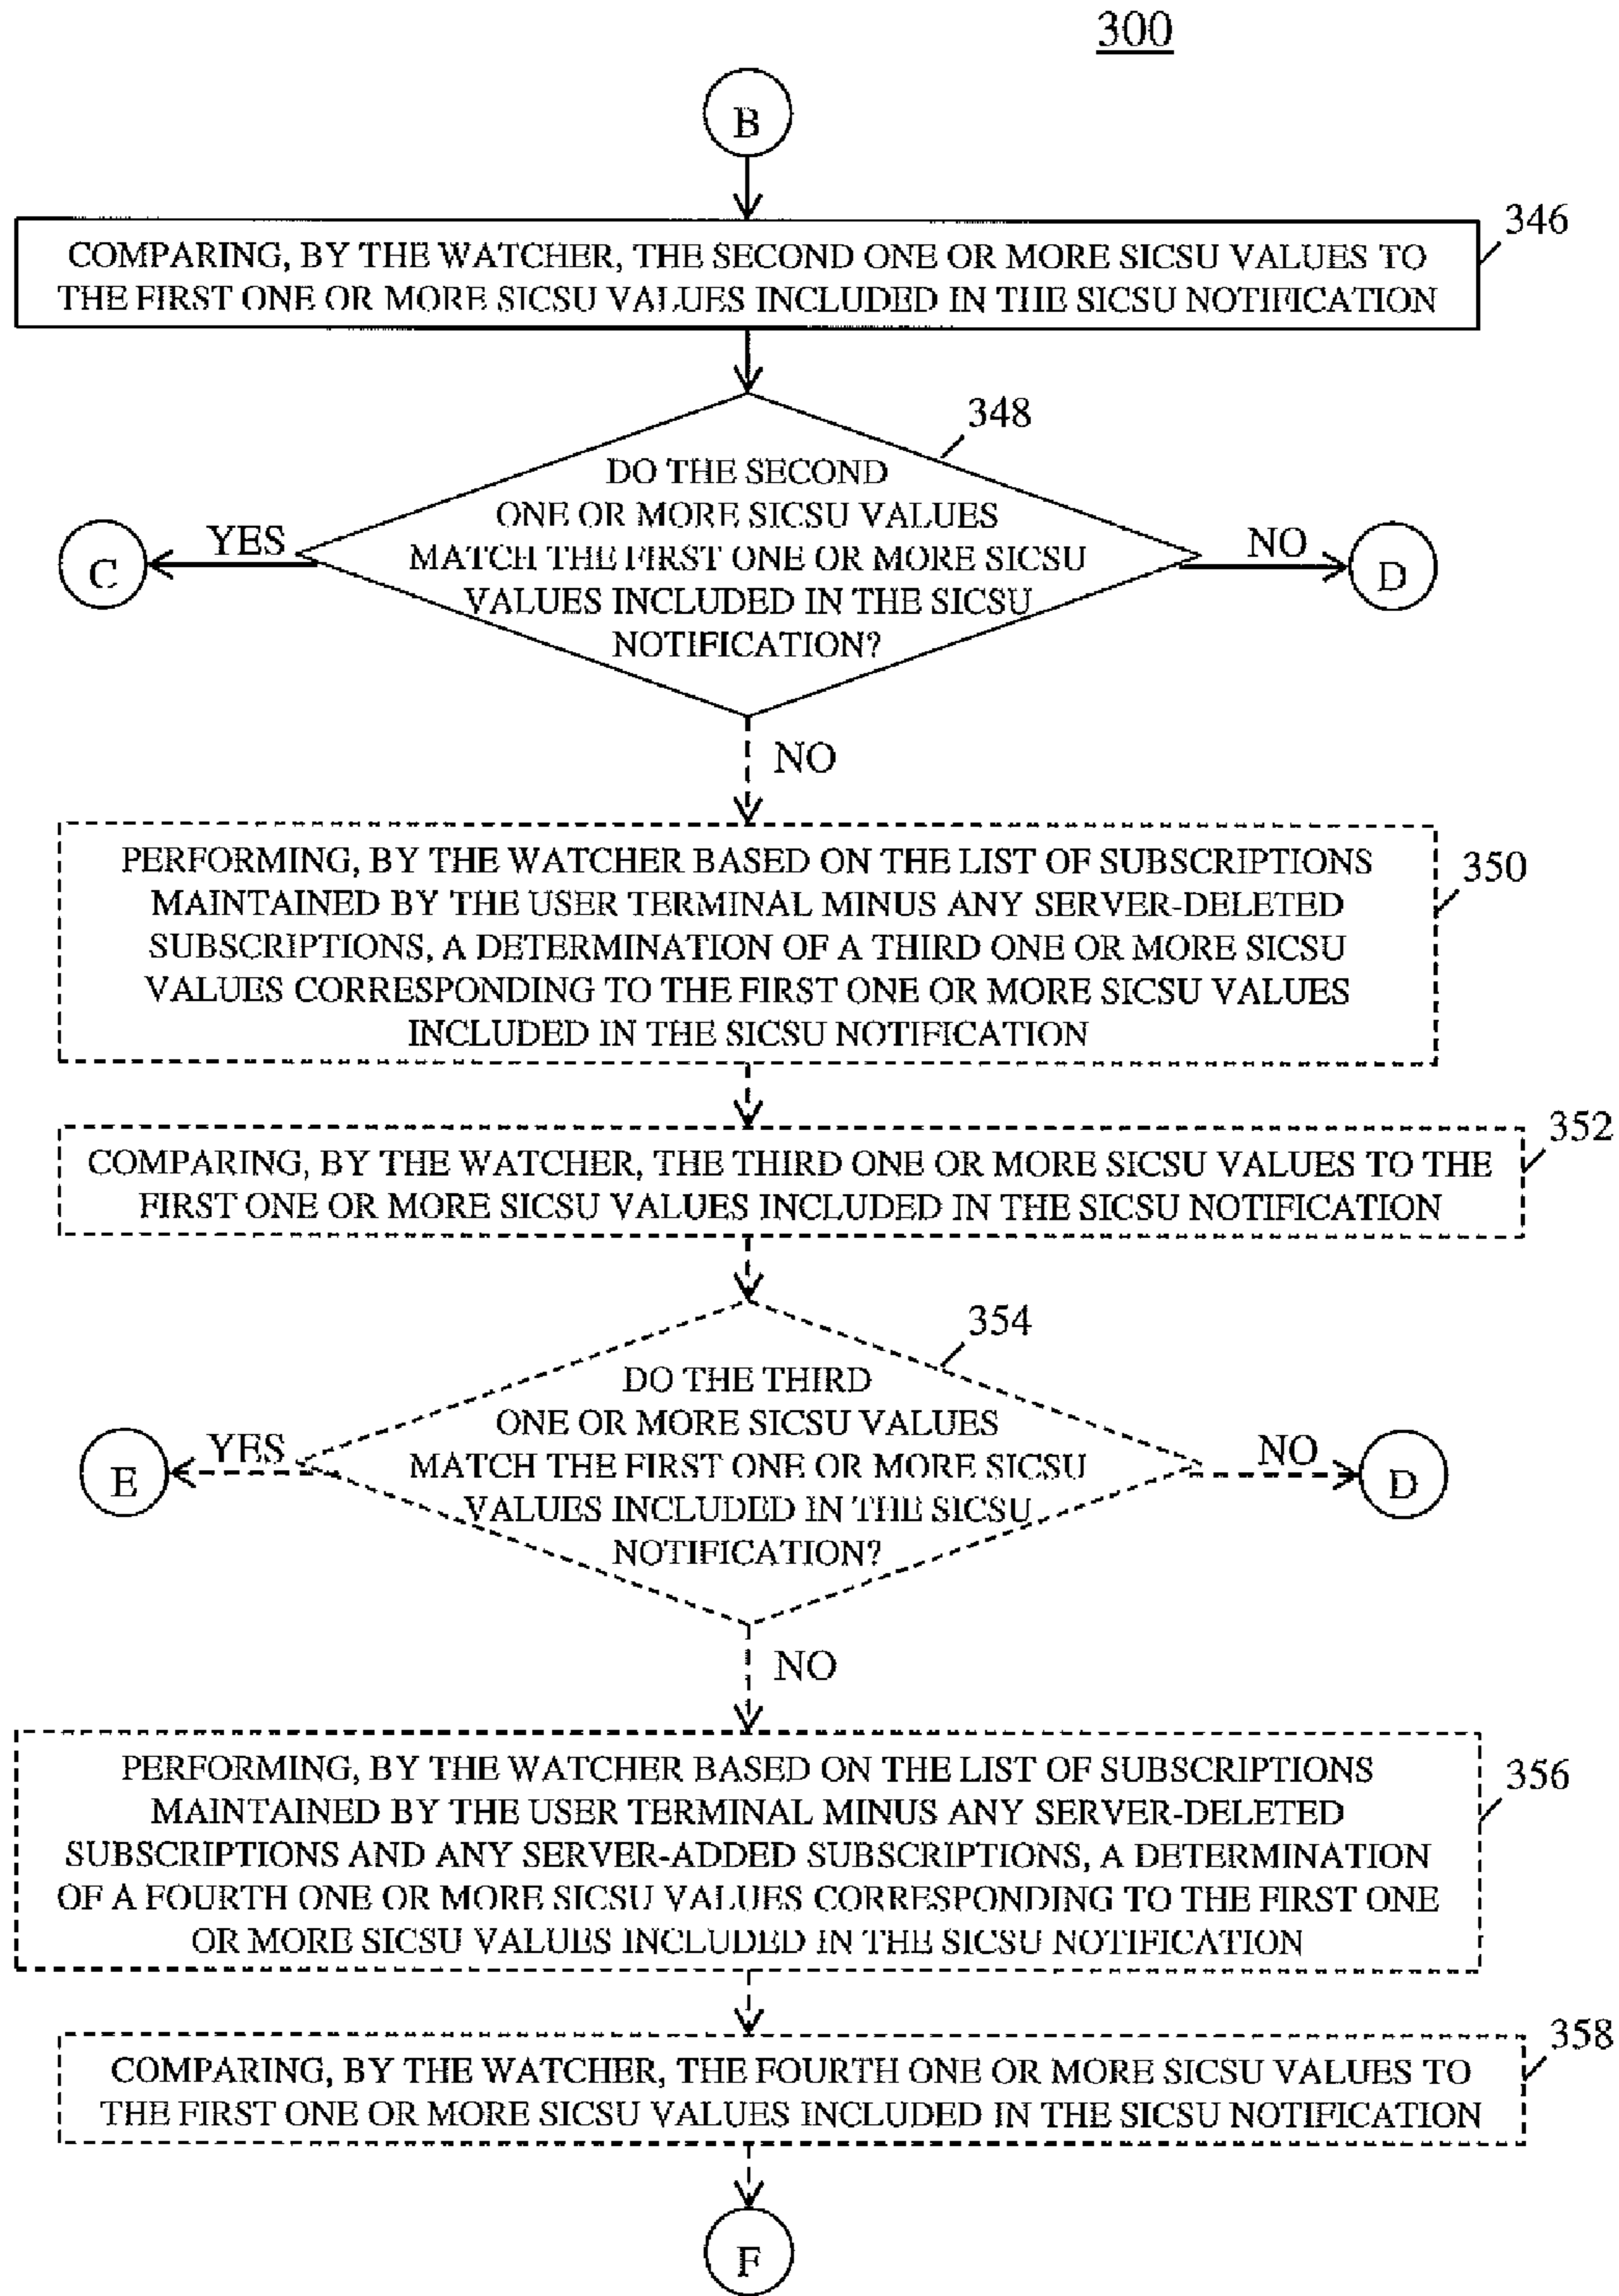 300
B
346
COMPARING, BY THE WATCHER, THE SECOND ONE OR MORE SICSU VALUES TO
THE FIRST ONE OR MORE SICSU VALUES INCLUDED IN THE SICSU NOTIFICATION
348
DO THE SECOND
ONE OR MORE SICSU VALUES
MATCH THE FIRST ONE OR MORE SICSU
VALUES INCLUDED IN THE SICSU
NOTIFICATION?
YES
C
NO
D
NO
350
PERFORMING, BY THE WATCHER BASED ON THE LIST OF SUBSCRIPTIONS
MAINTAINED BY THE USER TERMINAL MINUS ANY SERVER-DELETED
SUBSCRIPTIONS, A DETERMINATION OF A THIRD ONE OR MORE SICSU
VALUES CORRESPONDING TO THE FIRST ONE OR MORE SICSU VALUES
INCLUDED IN THE SICSU NOTIFICATION
352
COMPARING, BY THE WATCHER, THE THIRD ONE OR MORE SICSU VALUES TO THE
FIRST ONE OR MORE SICSU VALUES INCLUDED IN THE SICSU NOTIFICATION
354
DO THE THIRD
ONE OR MORE SICSU VALUES
MATCH THE FIRST ONE OR MORE SICSU
VALUES INCLUDED IN THE SICSU
NOTIFICATION?
YES
E
NO
D
NO
356
PERFORMING, BY THE WATCHER BASED ON THE LIST OF SUBSCRIPTIONS
MAINTAINED BY THE USER TERMINAL MINUS ANY SERVER-DELETED
SUBSCRIPTIONS AND ANY SERVER-ADDED SUBSCRIPTIONS, A DETERMINATION
OF A FOURTH ONE OR MORE SICSU VALUES CORRESPONDING TO THE FIRST ONE
OR MORE SICSU VALUES INCLUDED IN THE SICSU NOTIFICATION
358
COMPARING, BY THE WATCHER, THE FOURTH ONE OR MORE SICSU VALUES TO
THE FIRST ONE OR MORE SICSU VALUES INCLUDED IN THE SICSU NOTIFICATION
F